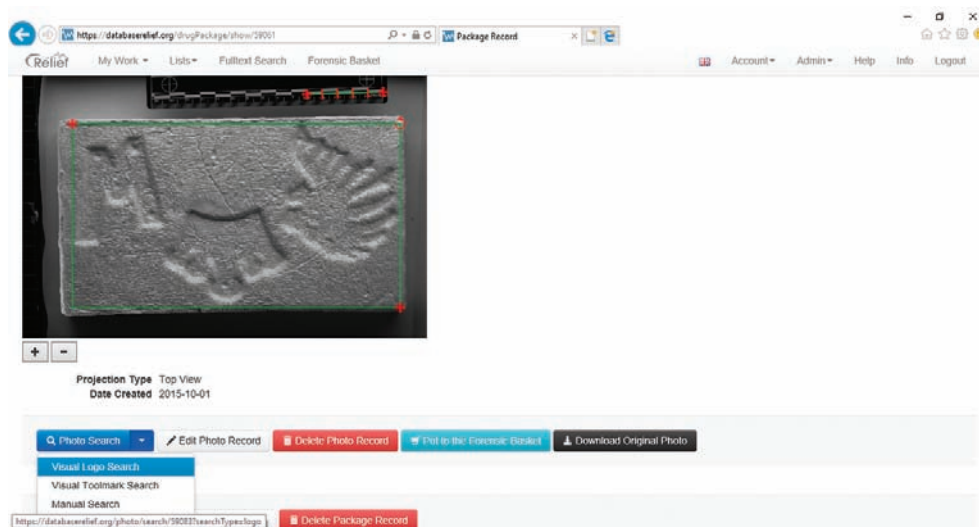 https://databaserelief.org/drugPackage/show/59061
Package Record
Relief My Work Lists Fulltext Search Forensic Basket Account Admin Help Info Logout
+ -
Projection Type Top View
Date Created 2015-10-01
Photo Search Edit Photo Record Delete Photo Record Put to the Forensic Basket Download Original Photo
Visual Logo Search
Visual Toolmark Search
Manual Search
Delete Package Record